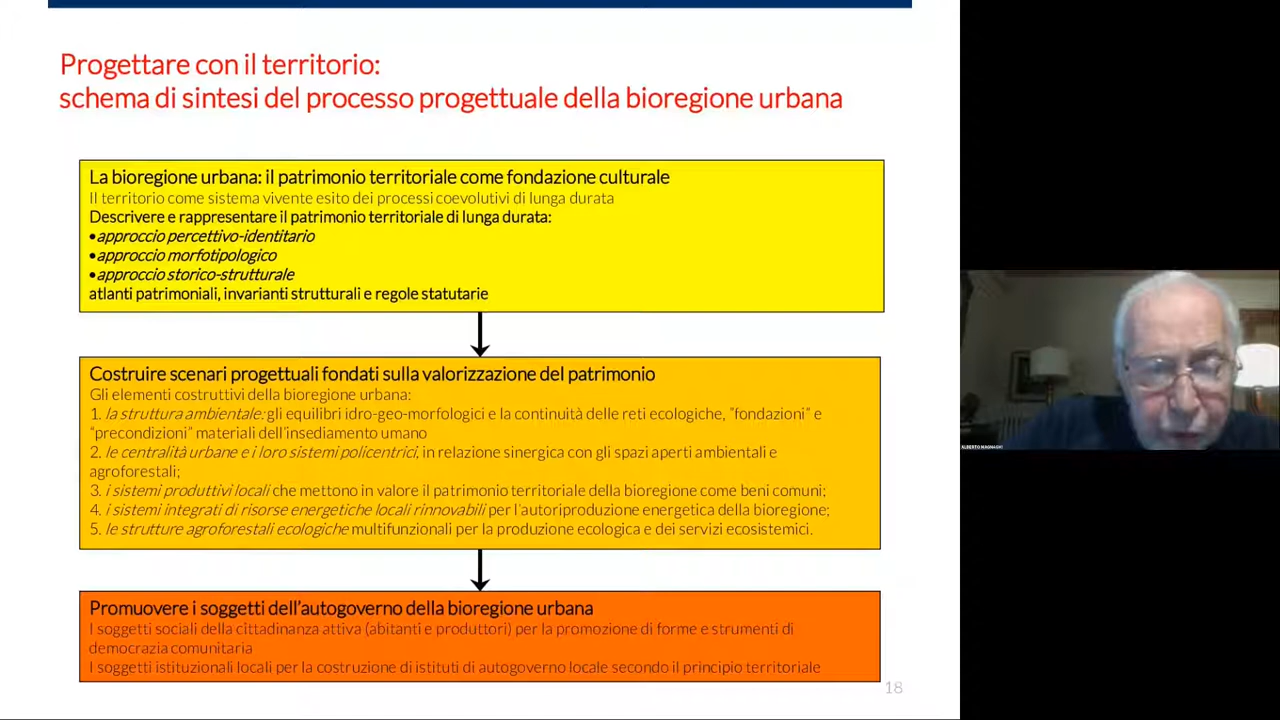 Progettare con il territorio:
schema di sintesi del processo progettuale della bioregione urbana
La bioregione urbana: il patrimonio territoriale come fondazione culturale
Il territorio come sistema vivente esito dei processi coevolutivi di lunga durata
Descrivere e rappresentare il patrimonio territoriale di lunga durata:
•approccio percettivo-identitario
•approccio morfotipologico
•approccio storico-strutturale
atlanti patrimoniali, invarianti strutturali e regole statutarie
Costruire scenari progettuali fondati sulla valorizzazione del patrimonio
Gli elementi costruttivi della bioregione urbana:
1. la struttura ambientale: gli equilibri idro-geo-morfologici e la continuità delle reti ecologiche, "fondazioni" e
"precondizioni" materiali dell'insediamento umano
2. le centralità urbane e i loro sistemi policentrici, in relazione sinergica con gli spazi aperti ambientali e
agroforestali;
3. i sistemi produttivi locali che mettono in valore il patrimonio territoriale della bioregione come beni comuni;
4. i sistemi integrati di risorse energetiche locali rinnovabili per l'autoriproduzione energetica della bioregione;
5. le strutture agroforestali ecologiche multifunzionali per la produzione ecologica e dei servizi ecosistemici.
Promuovere i soggetti dell'autogoverno della bioregione urbana
I soggetti sociali della cittadinanza attiva (abitanti e produttori) per la promozione di forme e strumenti di
democrazia comunitaria
I soggetti istituzionali locali per la costruzione di istituti di autogoverno locale secondo il principio territoriale
18
ALBERTO MAGNAGHI